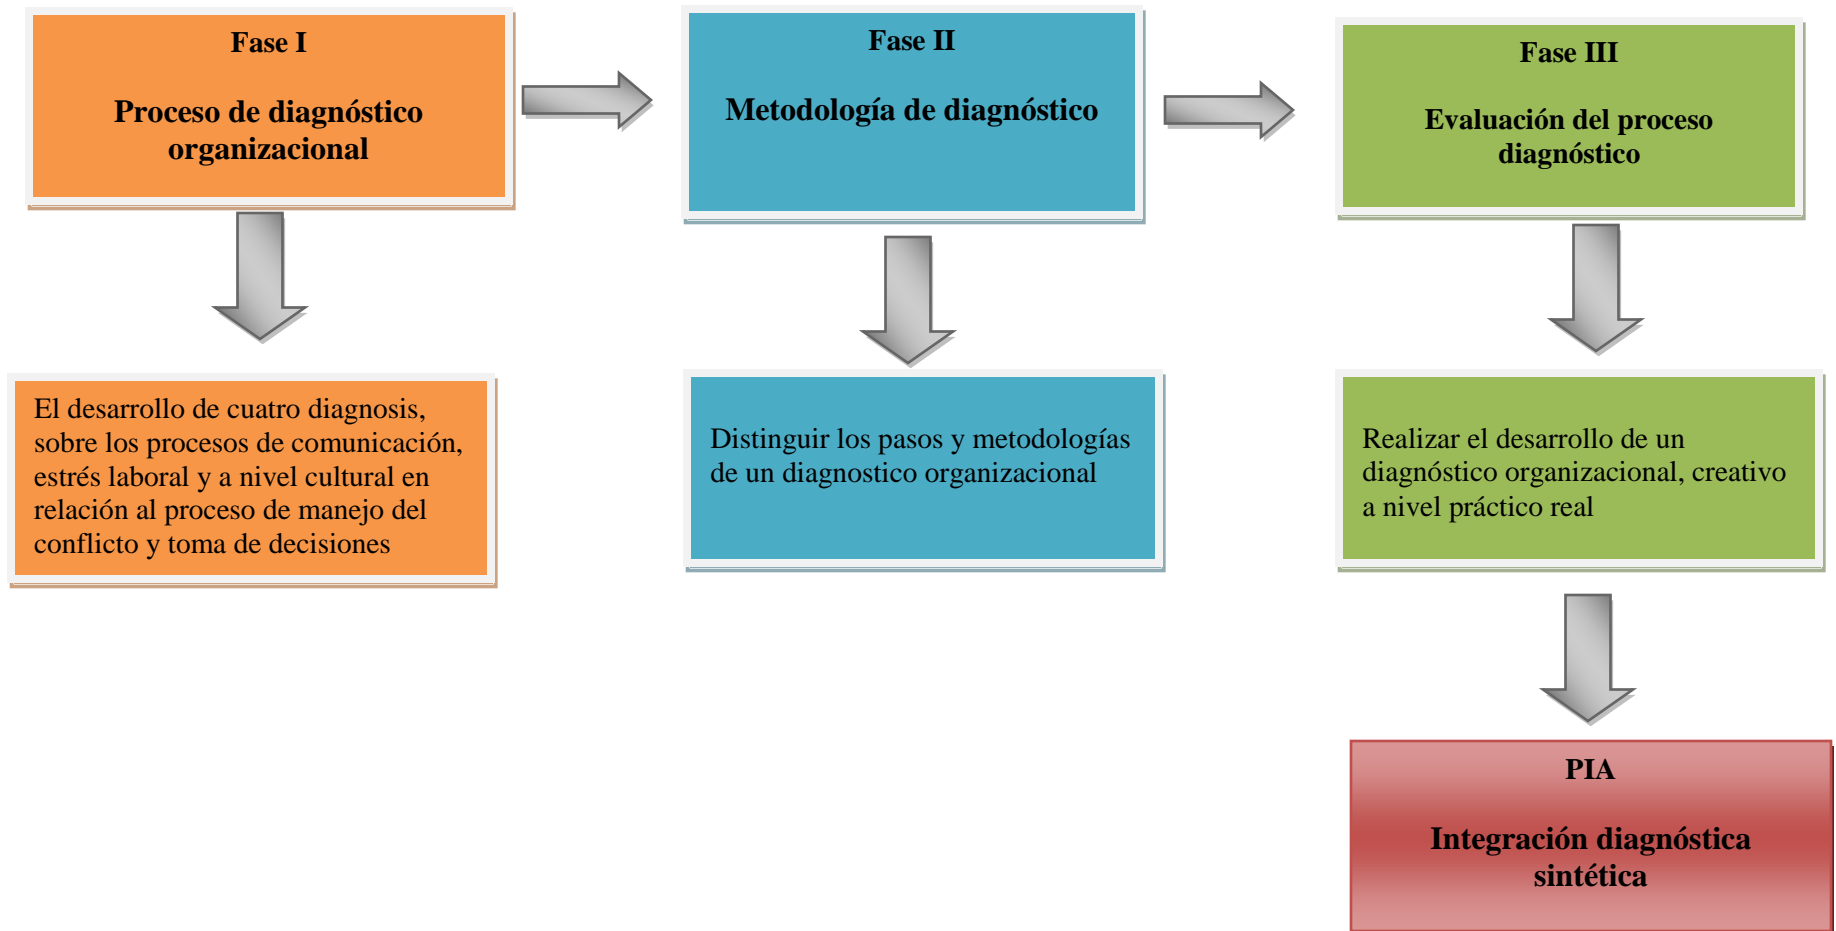 Fase I
Proceso de diagnóstico
organizacional
Fase II
Metodología de diagnóstico
Fase III
Evaluación del proceso
diagnóstico
El desarrollo de cuatro diagnosis,
sobre los procesos de comunicación,
estrés laboral y a nivel cultural en
relación al proceso de manejo del
conflicto y toma de decisiones
Distinguir los pasos y metodologías
de un diagnostico organizacional
Realizar el desarrollo de un
diagnóstico organizacional, creativo
a nivel práctico real
PIA
Integración diagnóstica
sintética